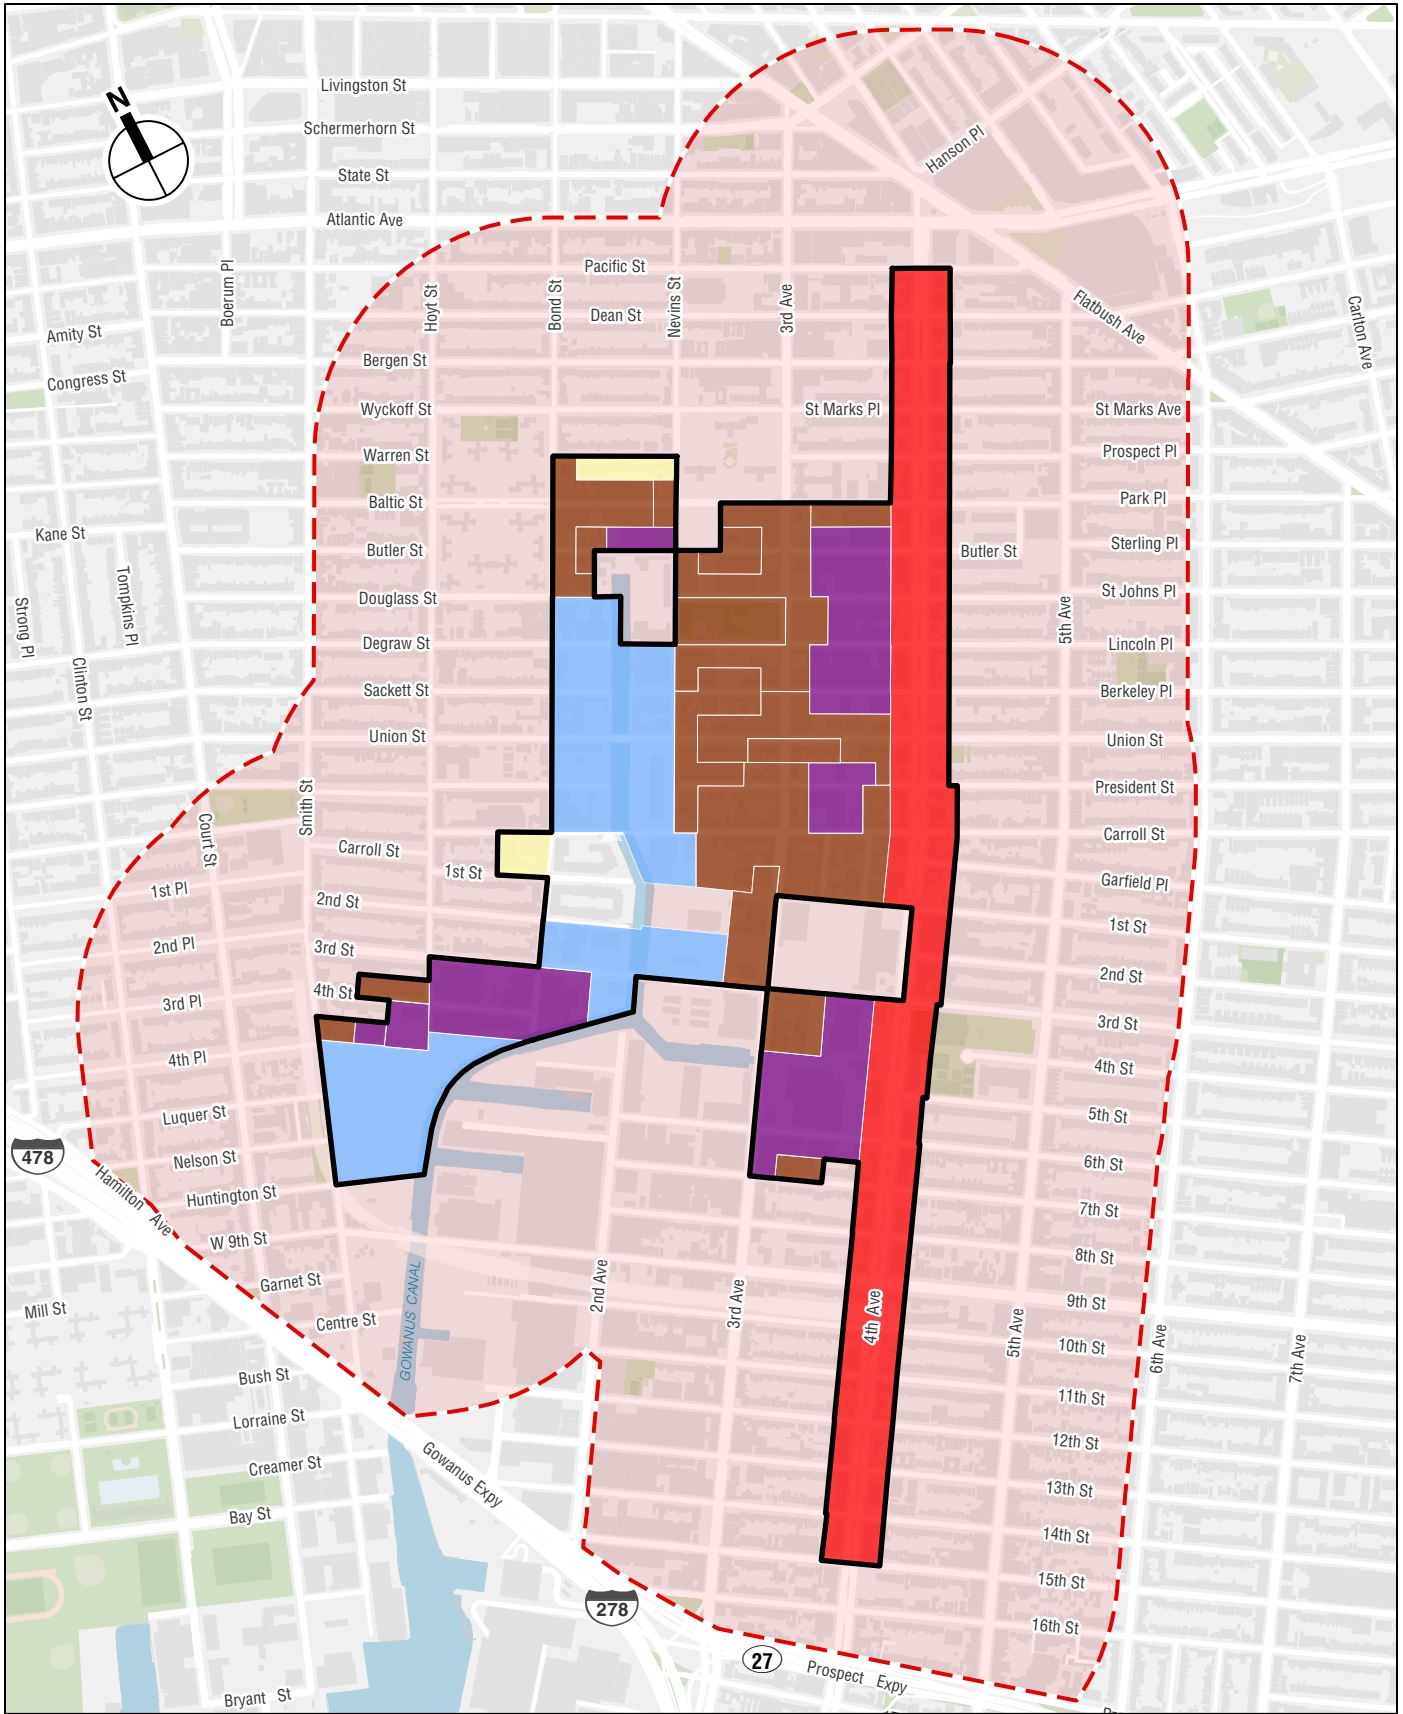 N
Livingston St
Schermerhorn St
State St
Atlantic Ave
Hanson Pl
Pacific St
Dean St
Boerum Pl
Hoyt St
Bond St
Nevins St
3rd Ave
Flatbush Ave
Carlton Ave
Amity St
Congress St
Bergen St
Wyckoff St
St Marks Pl
St Marks Ave
Warren St
Prospect Pl
Baltic St
Park Pl
Kane St
Butler St
Butler St
Sterling Pl
Tompkins Pl
Strong Pl
Douglass St
St Johns Pl
5th Ave
Degraw St
Lincoln Pl
Clinton St
Sackett St
Berkeley Pl
Union St
Union St
Smith St
Court St
President St
Carroll St
Carroll St
1st St
1st Pl
Garfield Pl
2nd St
1st St
2nd Pl
3rd St
2nd St
3rd Pl
4th St
3rd St
4th Pl
4th St
Luquer St
5th St
478
Nelson St
6th St
Hamilton Ave
Huntington St
7th St
W 9th St
8th St
Garnet St
2nd Ave
3rd Ave
4th Ave
5th Ave
6th Ave
7th Ave
9th St
Mill St
Centre St
GOWANUS CANAL
10th St
Bush St
11th St
Lorraine St
12th St
Creamer St
Gowanus Expy
13th St
Bay St
14th St
15th St
278
16th St
27
Prospect Expy
Bryant St